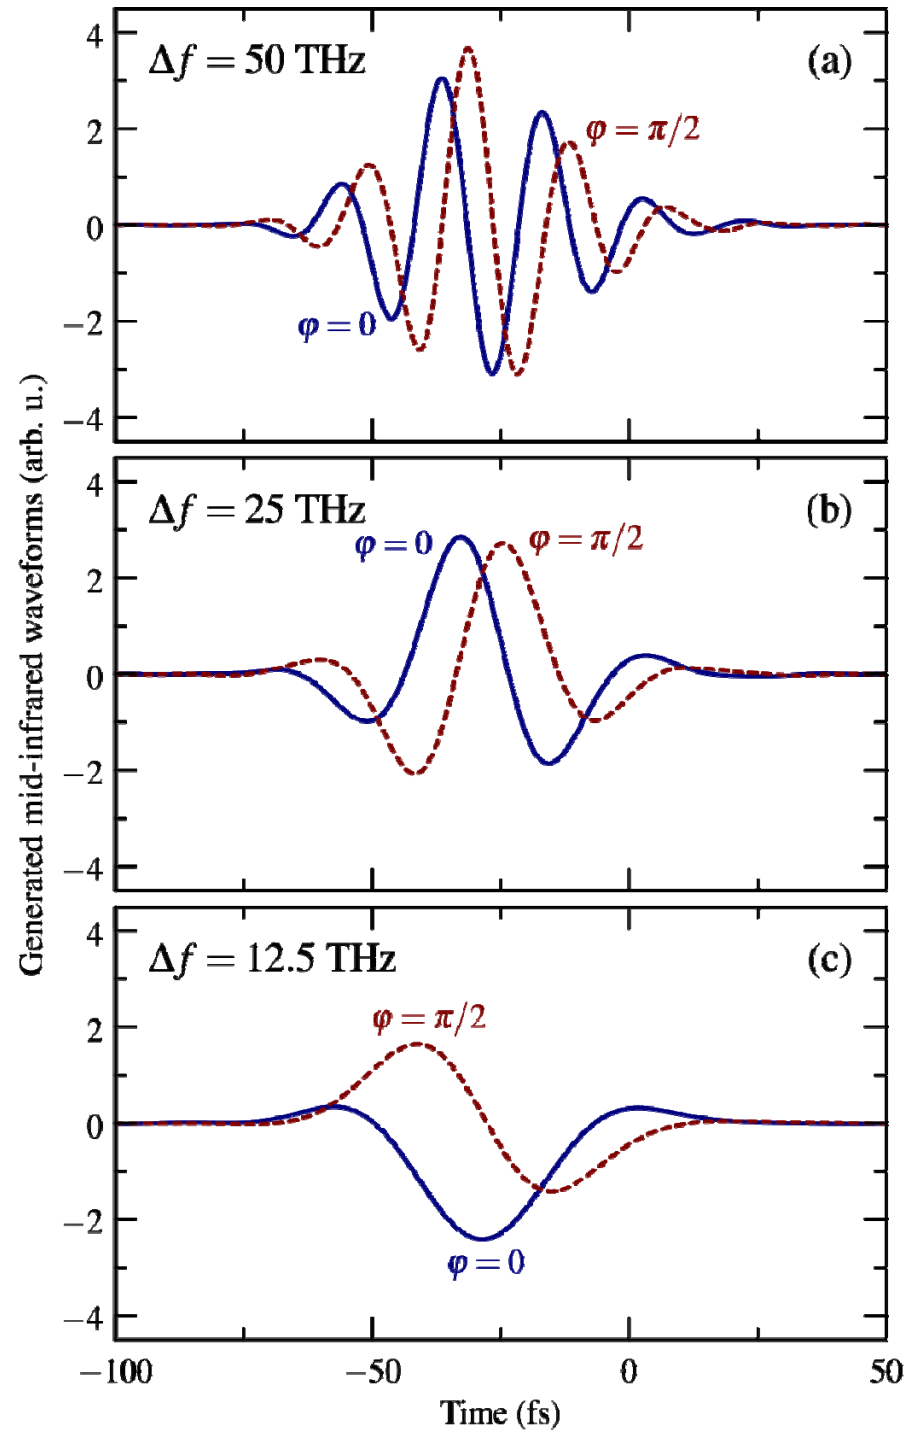 Generated mid-infrared waveforms (arb. u.)
4
2
0
−2
−4
Δf = 50 THz
(a)
φ = π/2
φ = 0
4
2
0
−2
−4
Δf = 25 THz
(b)
φ = 0
φ = π/2
4
2
0
−2
−4
Δf = 12.5 THz
(c)
φ = π/2
φ = 0
−100
−50
0
50
Time (fs)